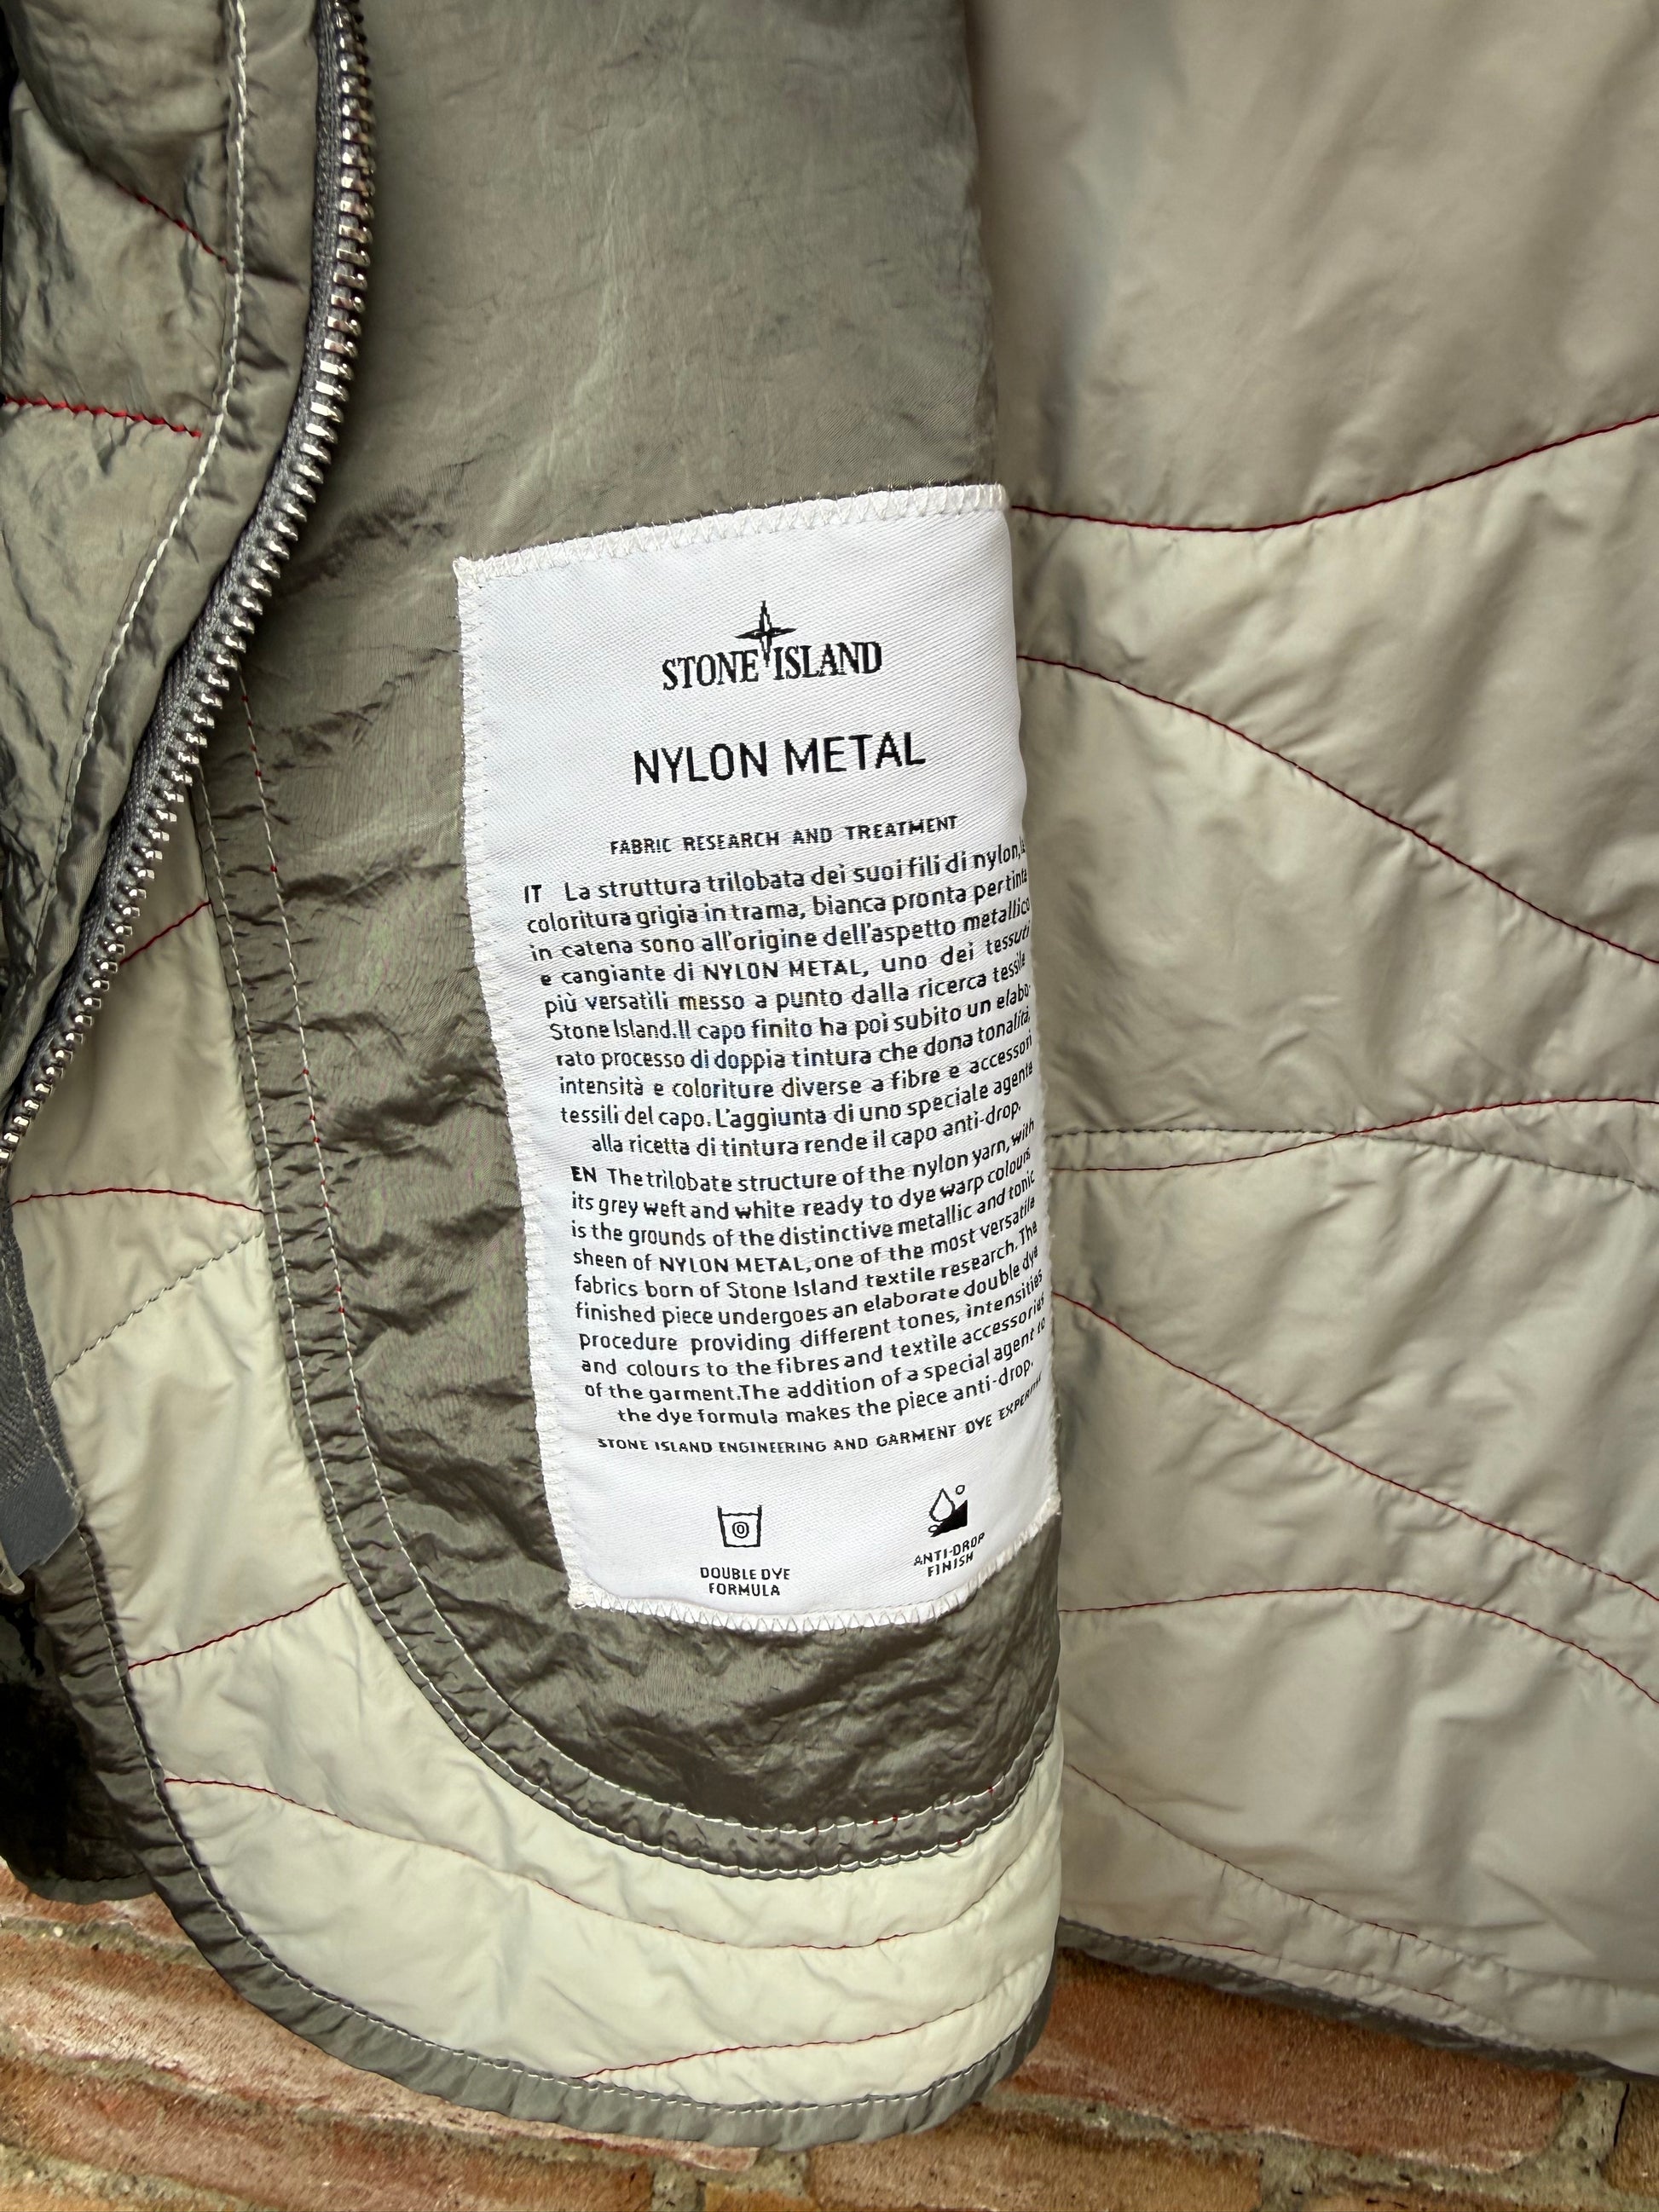 STONE ISLAND
NYLON METAL
FABRIC RESEARCH AND TREATMENT
IT La struttura trilobata dei suoi fili di nylon, la
coloritura grigia in trama, bianca pronta per tinta
in catena sono all'origine dell'aspetto metallico
e cangiante di NYLON METAL, uno dei tessuti
più versatili messo a punto dalla ricerca tessile
Stone Island. Il capo finito ha poi subito un elabo-
rato processo di doppia tintura che dona tonalità,
intensità e coloriture diverse a fibre e accessori
tessili del capo. L'aggiunta di uno speciale agente
alla ricetta di tintura rende il capo anti-drop.
EN The trilobate structure of the nylon yarn, with
its grey weft and white ready to dye warp colours
is the grounds of the distinctive metallic and tonic
sheen of NYLON METAL, one of the most versatile
fabrics born of Stone Island textile research. The
finished piece undergoes an elaborate double dye
procedure providing different tones, intensities
and colours to the fibres and textile accessories
of the garment. The addition of a special agent to
the dye formula makes the piece anti-drop.
STONE ISLAND ENGINEERING AND GARMENT DYE EXPERTISE
DOUBLE DYE
FORMULA
ANTI-DROP
FINISH